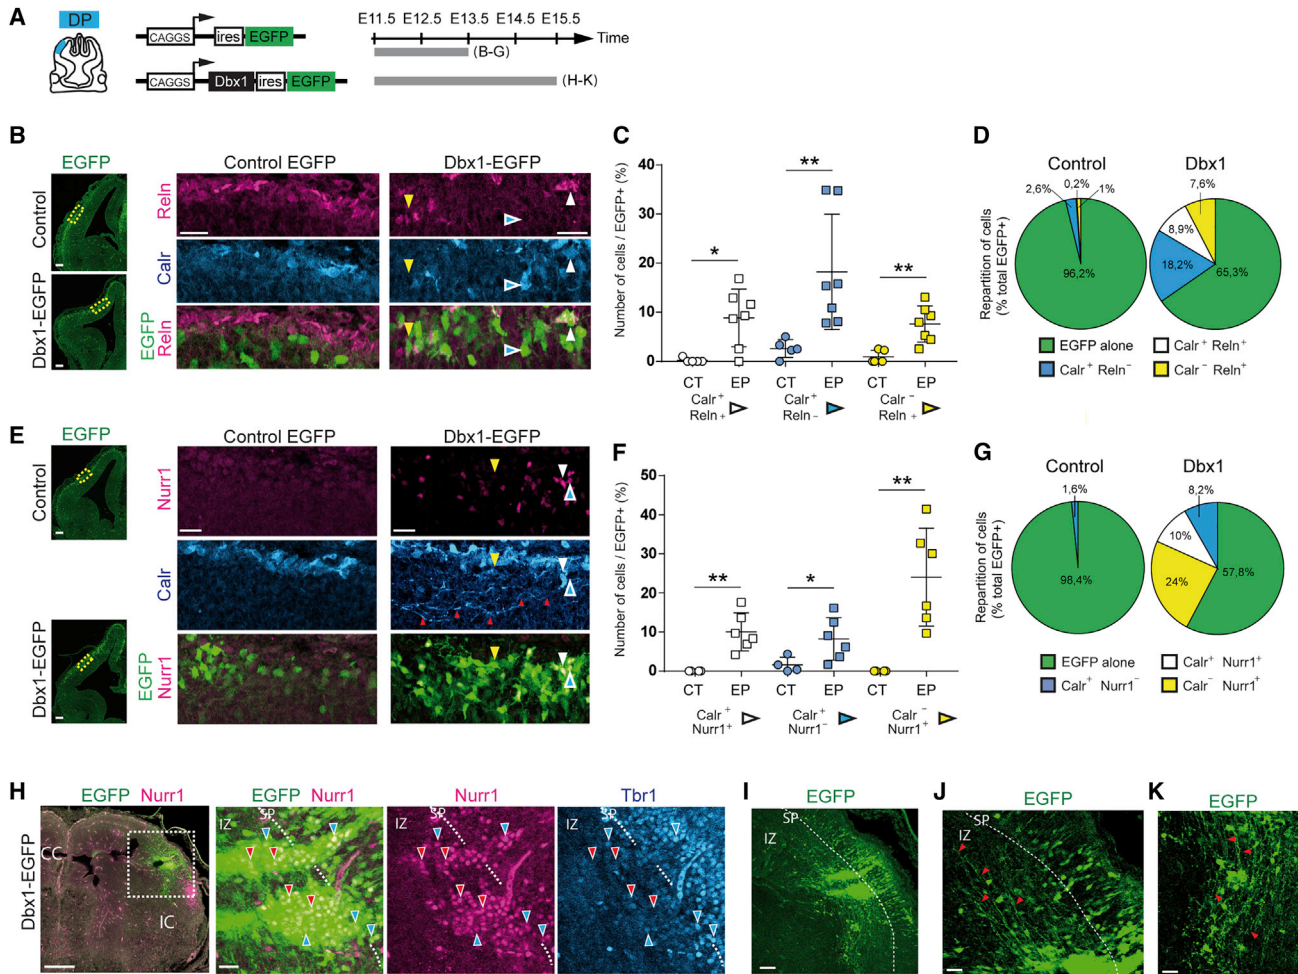 A
DP
CAGGS ires EGFP
CAGGS Dbx1 ires EGFP
E11.5 E12.5 E13.5 E14.5 E15.5
Time
(B-G)
(H-K)
B
EGFP
Control
Dbx1-EGFP
Control EGFP Dbx1-EGFP
Reln
Calr
EGFP
Reln
C
Number of cells / EGFP+ (%)
40
30
20
10
0
* ** **
CT EP CT EP CT EP
Calr+ Calr+ Calr−
Reln+ Reln− Reln+
D
Control Dbx1
Repartition of cells
(% total EGFP+)
2,6% 0,2% 1%
96,2%
7,6%
8,9%
18,2%
65,3%
EGFP alone Calr+ Reln+
Calr+ Reln− Calr− Reln+
E
EGFP
Control
Dbx1-EGFP
Control EGFP Dbx1-EGFP
Nurr1
Calr
EGFP
Nurr1
F
Number of cells / EGFP+ (%)
50
40
30
20
10
0
** * **
CT EP CT EP CT EP
Calr+ Calr+ Calr−
Nurr1+ Nurr1− Nurr1+
G
Control Dbx1
Repartition of cells
(% total EGFP+)
1,6%
98,4%
8,2%
10%
24%
57,8%
EGFP alone Calr+ Nurr1+
Calr+ Nurr1− Calr− Nurr1+
H
Dbx1-EGFP
EGFP Nurr1
CC
IC
EGFP Nurr1
IZ SP
Nurr1
IZ SP
Tbr1
IZ SP
I
EGFP
IZ SP
J
EGFP
IZ SP
K
EGFP